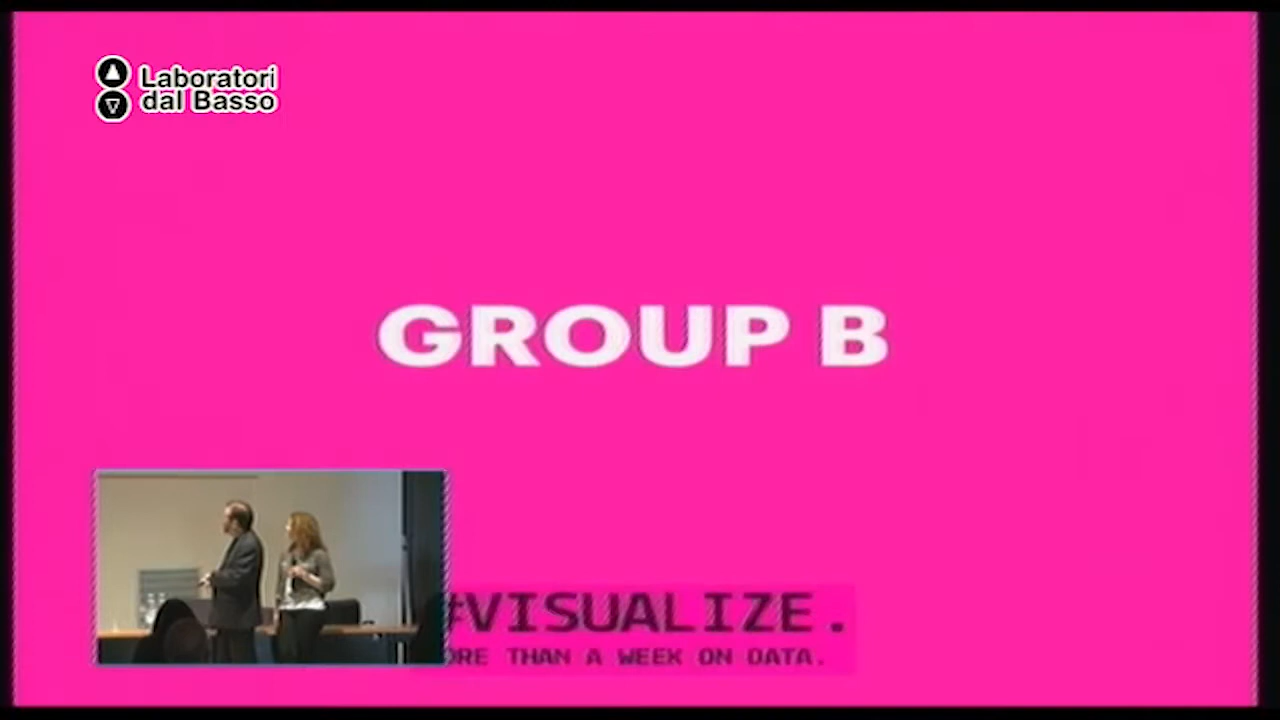 Laboratori
dal Basso
GROUP B
#VISUALIZE.
ORE THAN A WEEK ON DATA.